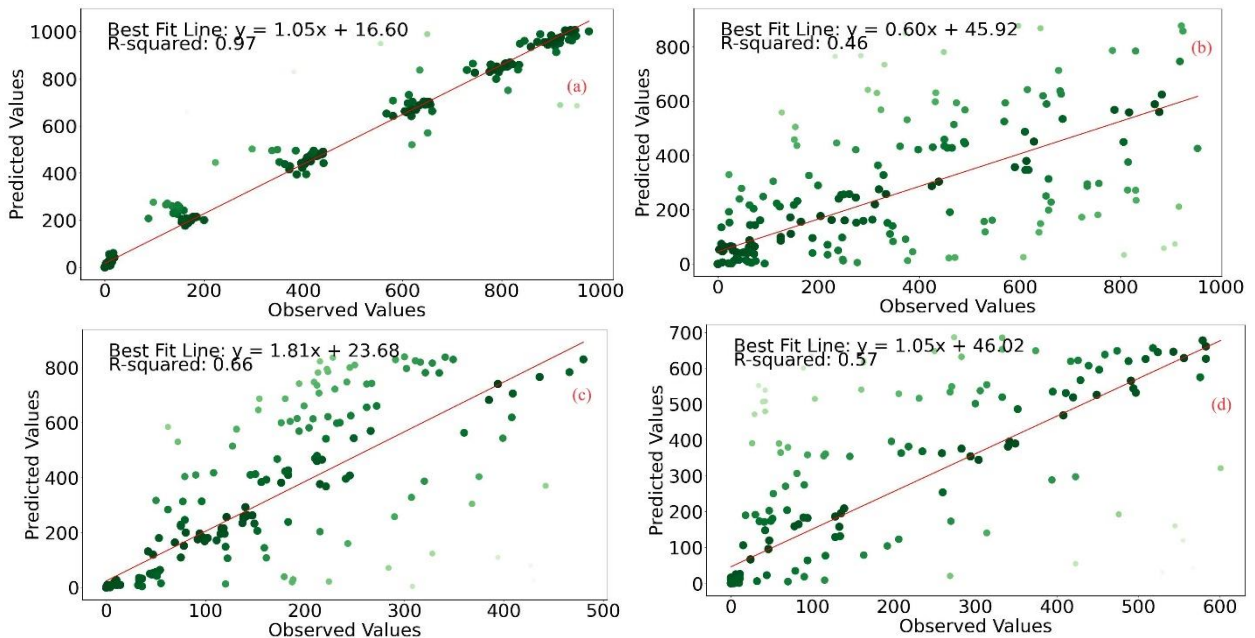 Best Fit Line: y = 1.05x + 16.60
R-squared: 0.97
(a)
1000
800
600
400
200
0
Predicted Values
0 200 400 600 800 1000
Observed Values
Best Fit Line: y = 0.60x + 45.92
R-squared: 0.46
(b)
800
600
400
200
0
Predicted Values
0 200 400 600 800 1000
Observed Values
Best Fit Line: y = 1.81x + 23.68
R-squared: 0.66
(c)
800
600
400
200
0
Predicted Values
0 100 200 300 400 500
Observed Values
Best Fit Line: y = 1.05x + 46.02
R-squared: 0.57
(d)
700
600
500
400
300
200
100
0
Predicted Values
0 100 200 300 400 500 600
Observed Values